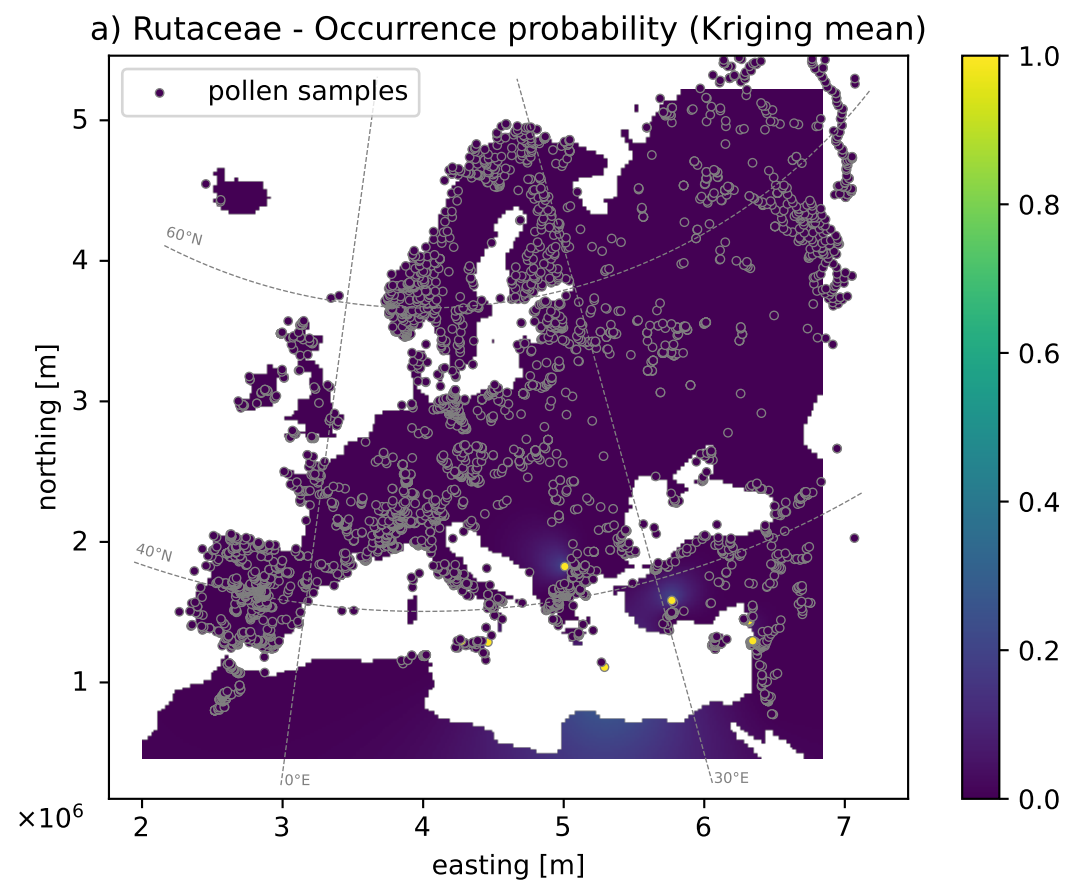 a) Rutaceae - Occurrence probability (Kriging mean)
pollen samples
1.0
0.8
0.6
0.4
0.2
0.0
5
4
3
2
1
northing [m]
60°N
40°N
0°E
30°E
×10⁶
2 3 4 5 6 7
easting [m]